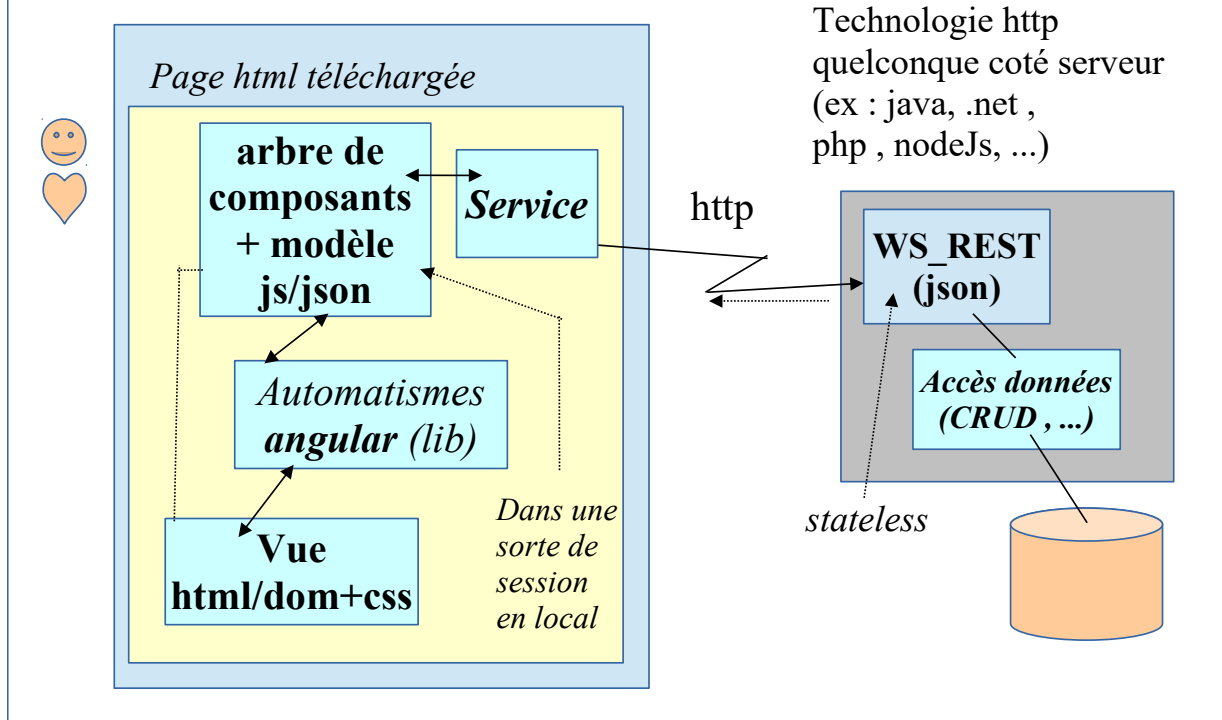 Technologie http
quelconque coté serveur
(ex : java, .net ,
php , nodeJs, ...)
Page html téléchargée
arbre de
composants
+ modèle
js/json
Service
http
WS_REST
(json)
Automatismes
angular (lib)
Accès données
(CRUD , ...)
Dans une
sorte de
session
en local
stateless
Vue
html/dom+css